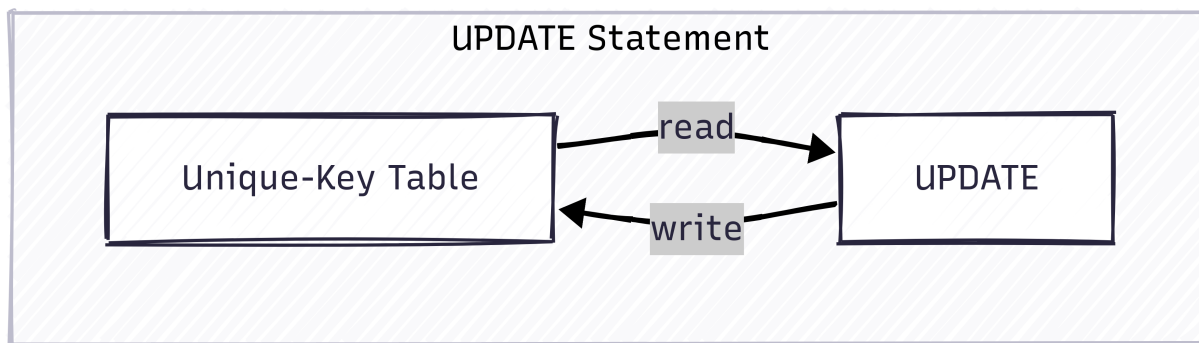 UPDATE Statement
read
Unique-Key Table
UPDATE
write